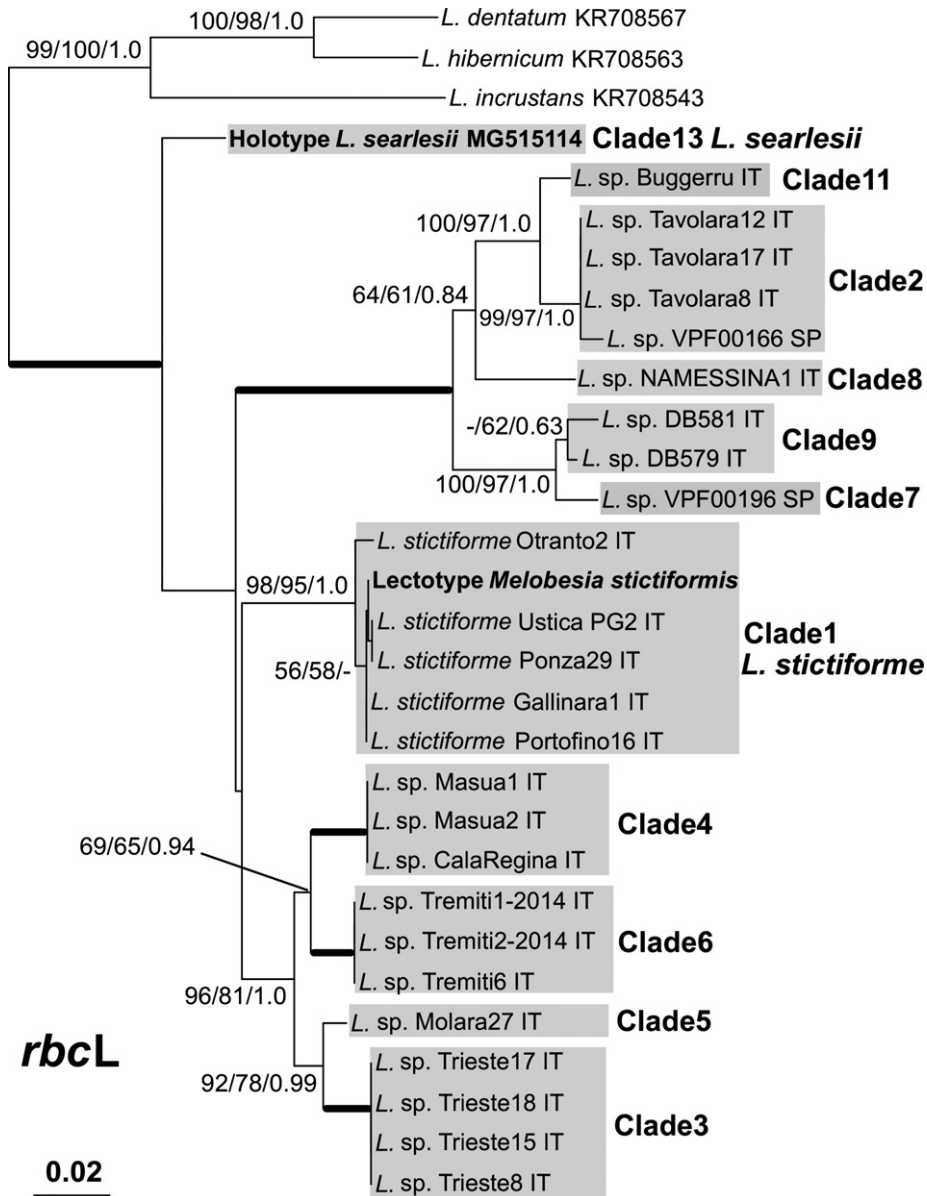 L. dentatum KR708567
100/98/1.0
99/100/1.0
L. hibernicum KR708563
L. incrustans KR708543
Holotype L. searlesii MG515114 Clade13 L. searlesii
L. sp. Buggerru IT Clade11
L. sp. Tavolara12 IT
100/97/1.0
L. sp. Tavolara17 IT
Clade2
64/61/0.84
L. sp. Tavolara8 IT
99/97/1.0
L. sp. VPF00166 SP
L. sp. NAMESSINA1 IT Clade8
L. sp. DB581 IT
-/62/0.63
Clade9
L. sp. DB579 IT
100/97/1.0
L. sp. VPF00196 SP Clade7
L. stictiforme Otranto2 IT
98/95/1.0
Lectotype Melobesia stictiformis
L. stictiforme Ustica PG2 IT
Clade1
L. stictiforme
L. stictiforme Ponza29 IT
56/58/-
L. stictiforme Gallinara1 IT
L. stictiforme Portofino16 IT
L. sp. Masua1 IT
L. sp. Masua2 IT
Clade4
69/65/0.94
L. sp. CalaRegina IT
L. sp. Tremiti1-2014 IT
L. sp. Tremiti2-2014 IT
Clade6
L. sp. Tremiti6 IT
96/81/1.0
L. sp. Molara27 IT Clade5
rbcL
L. sp. Trieste17 IT
92/78/0.99
L. sp. Trieste18 IT
Clade3
L. sp. Trieste15 IT
L. sp. Trieste8 IT
0.02